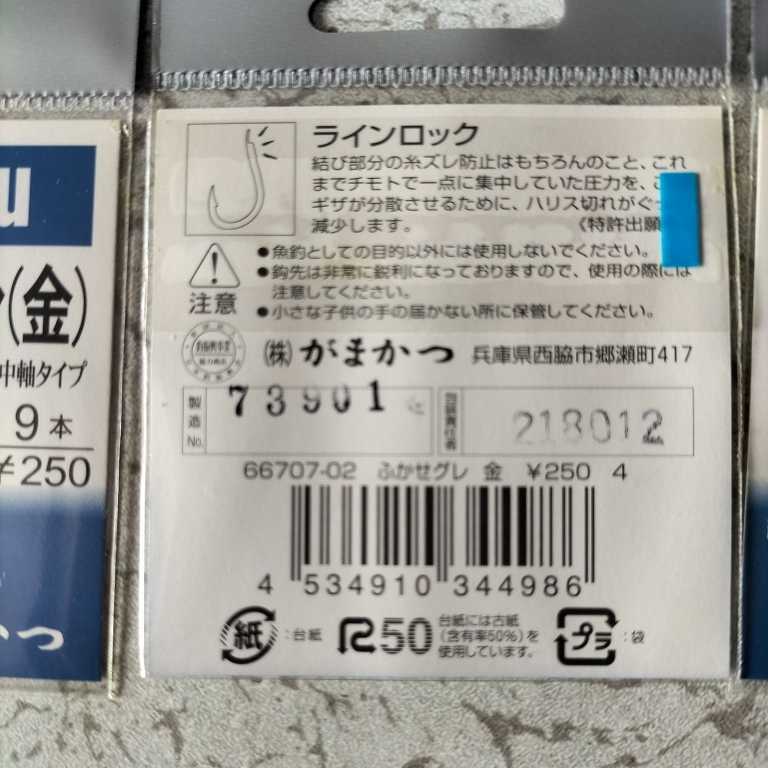 ラインロック
結び部分の糸ズレ防止はもちろんのこと、これ
までチモトで一点に集中していた圧力を、こ
ギザが分散させるために、ハリス切れがぐっ
減少します。 《特許出願
注意
●魚釣としての目的以外には使用しないでください。
●鈎先は非常に鋭利になっておりますので、使用の際には
注意してください。
●小さな子供の手の届かない所に保管してください。
(株)がまかつ 兵庫県西脇市郷瀬町417
製造No. 73901
包装責任者 218012
66707-02 ふかせグレ 金 ¥250 4
4 534910 344986
紙 :台紙
R50
台紙には古紙
(含有率50%)を
使用しています。
プラ :袋
u
(金)
中軸タイプ
9本
¥250
かつ